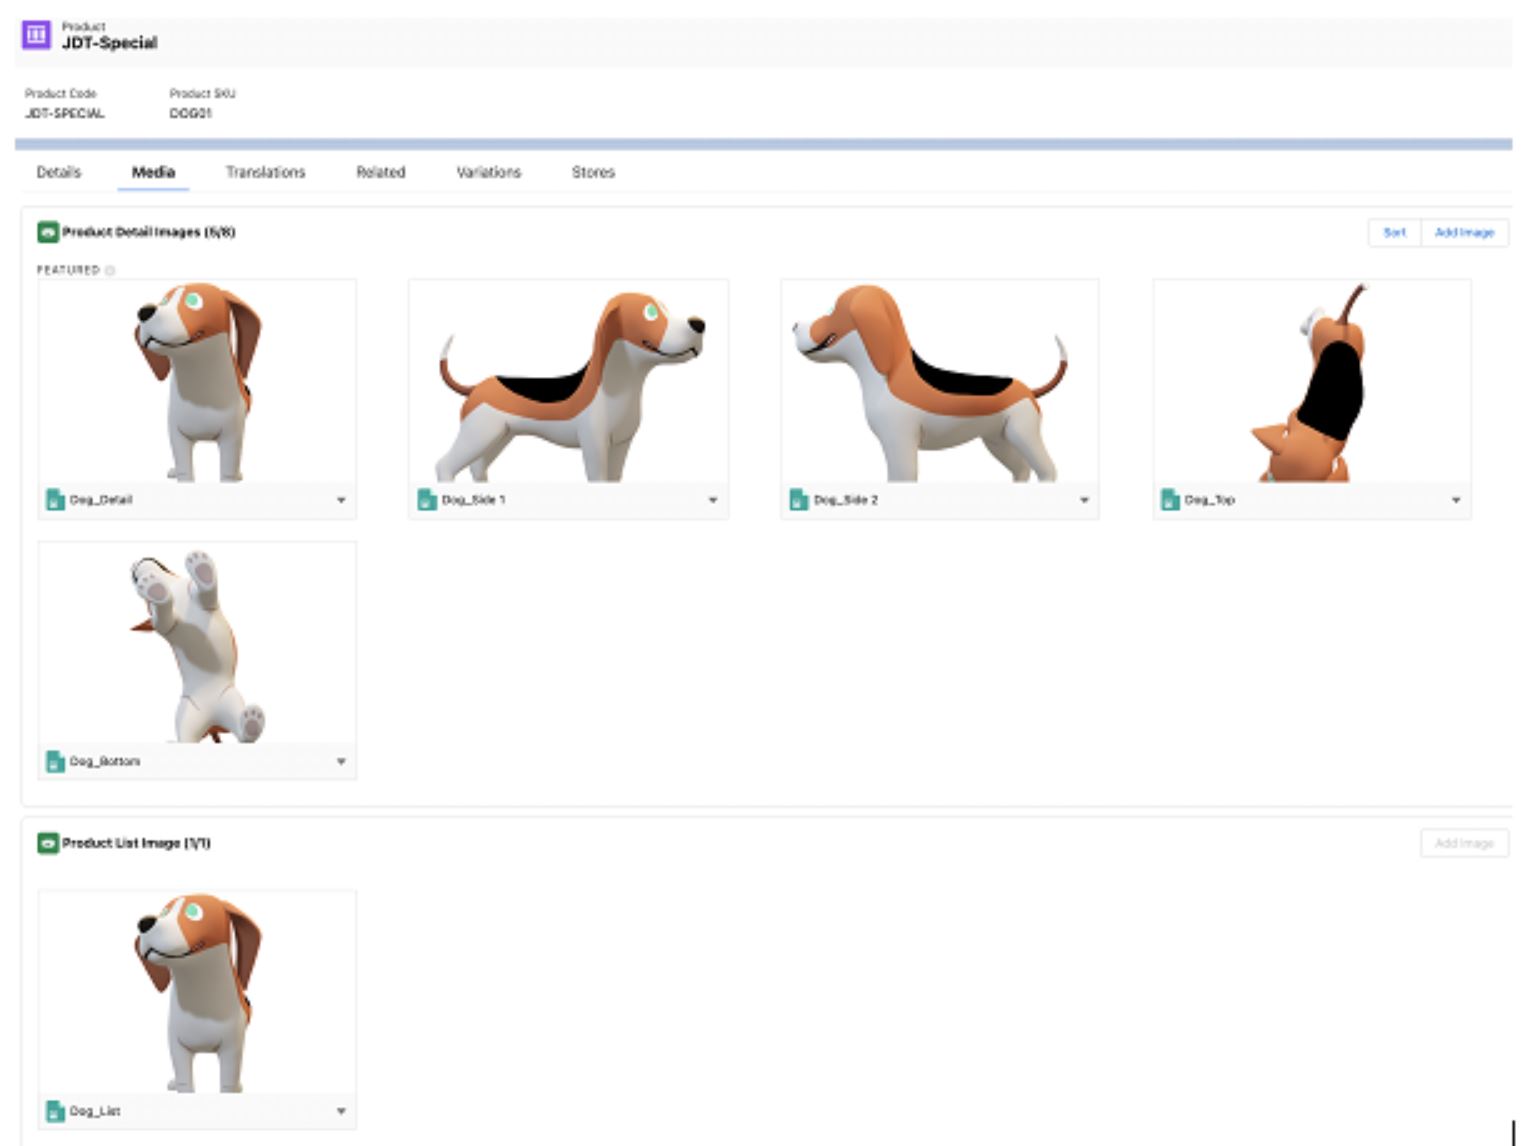 Product
JDT-Special
Product Code Product SKU
JDT-SPECIAL DOG01
Details Media Translations Related Variations Stores
Product Detail Images (5/8) Sort Add Image
FEATURED
Dog_Detail Dog_Side 1 Dog_Side 2 Dog_Top
Dog_Bottom
Product List Image (1/1) Add Image
Dog_List